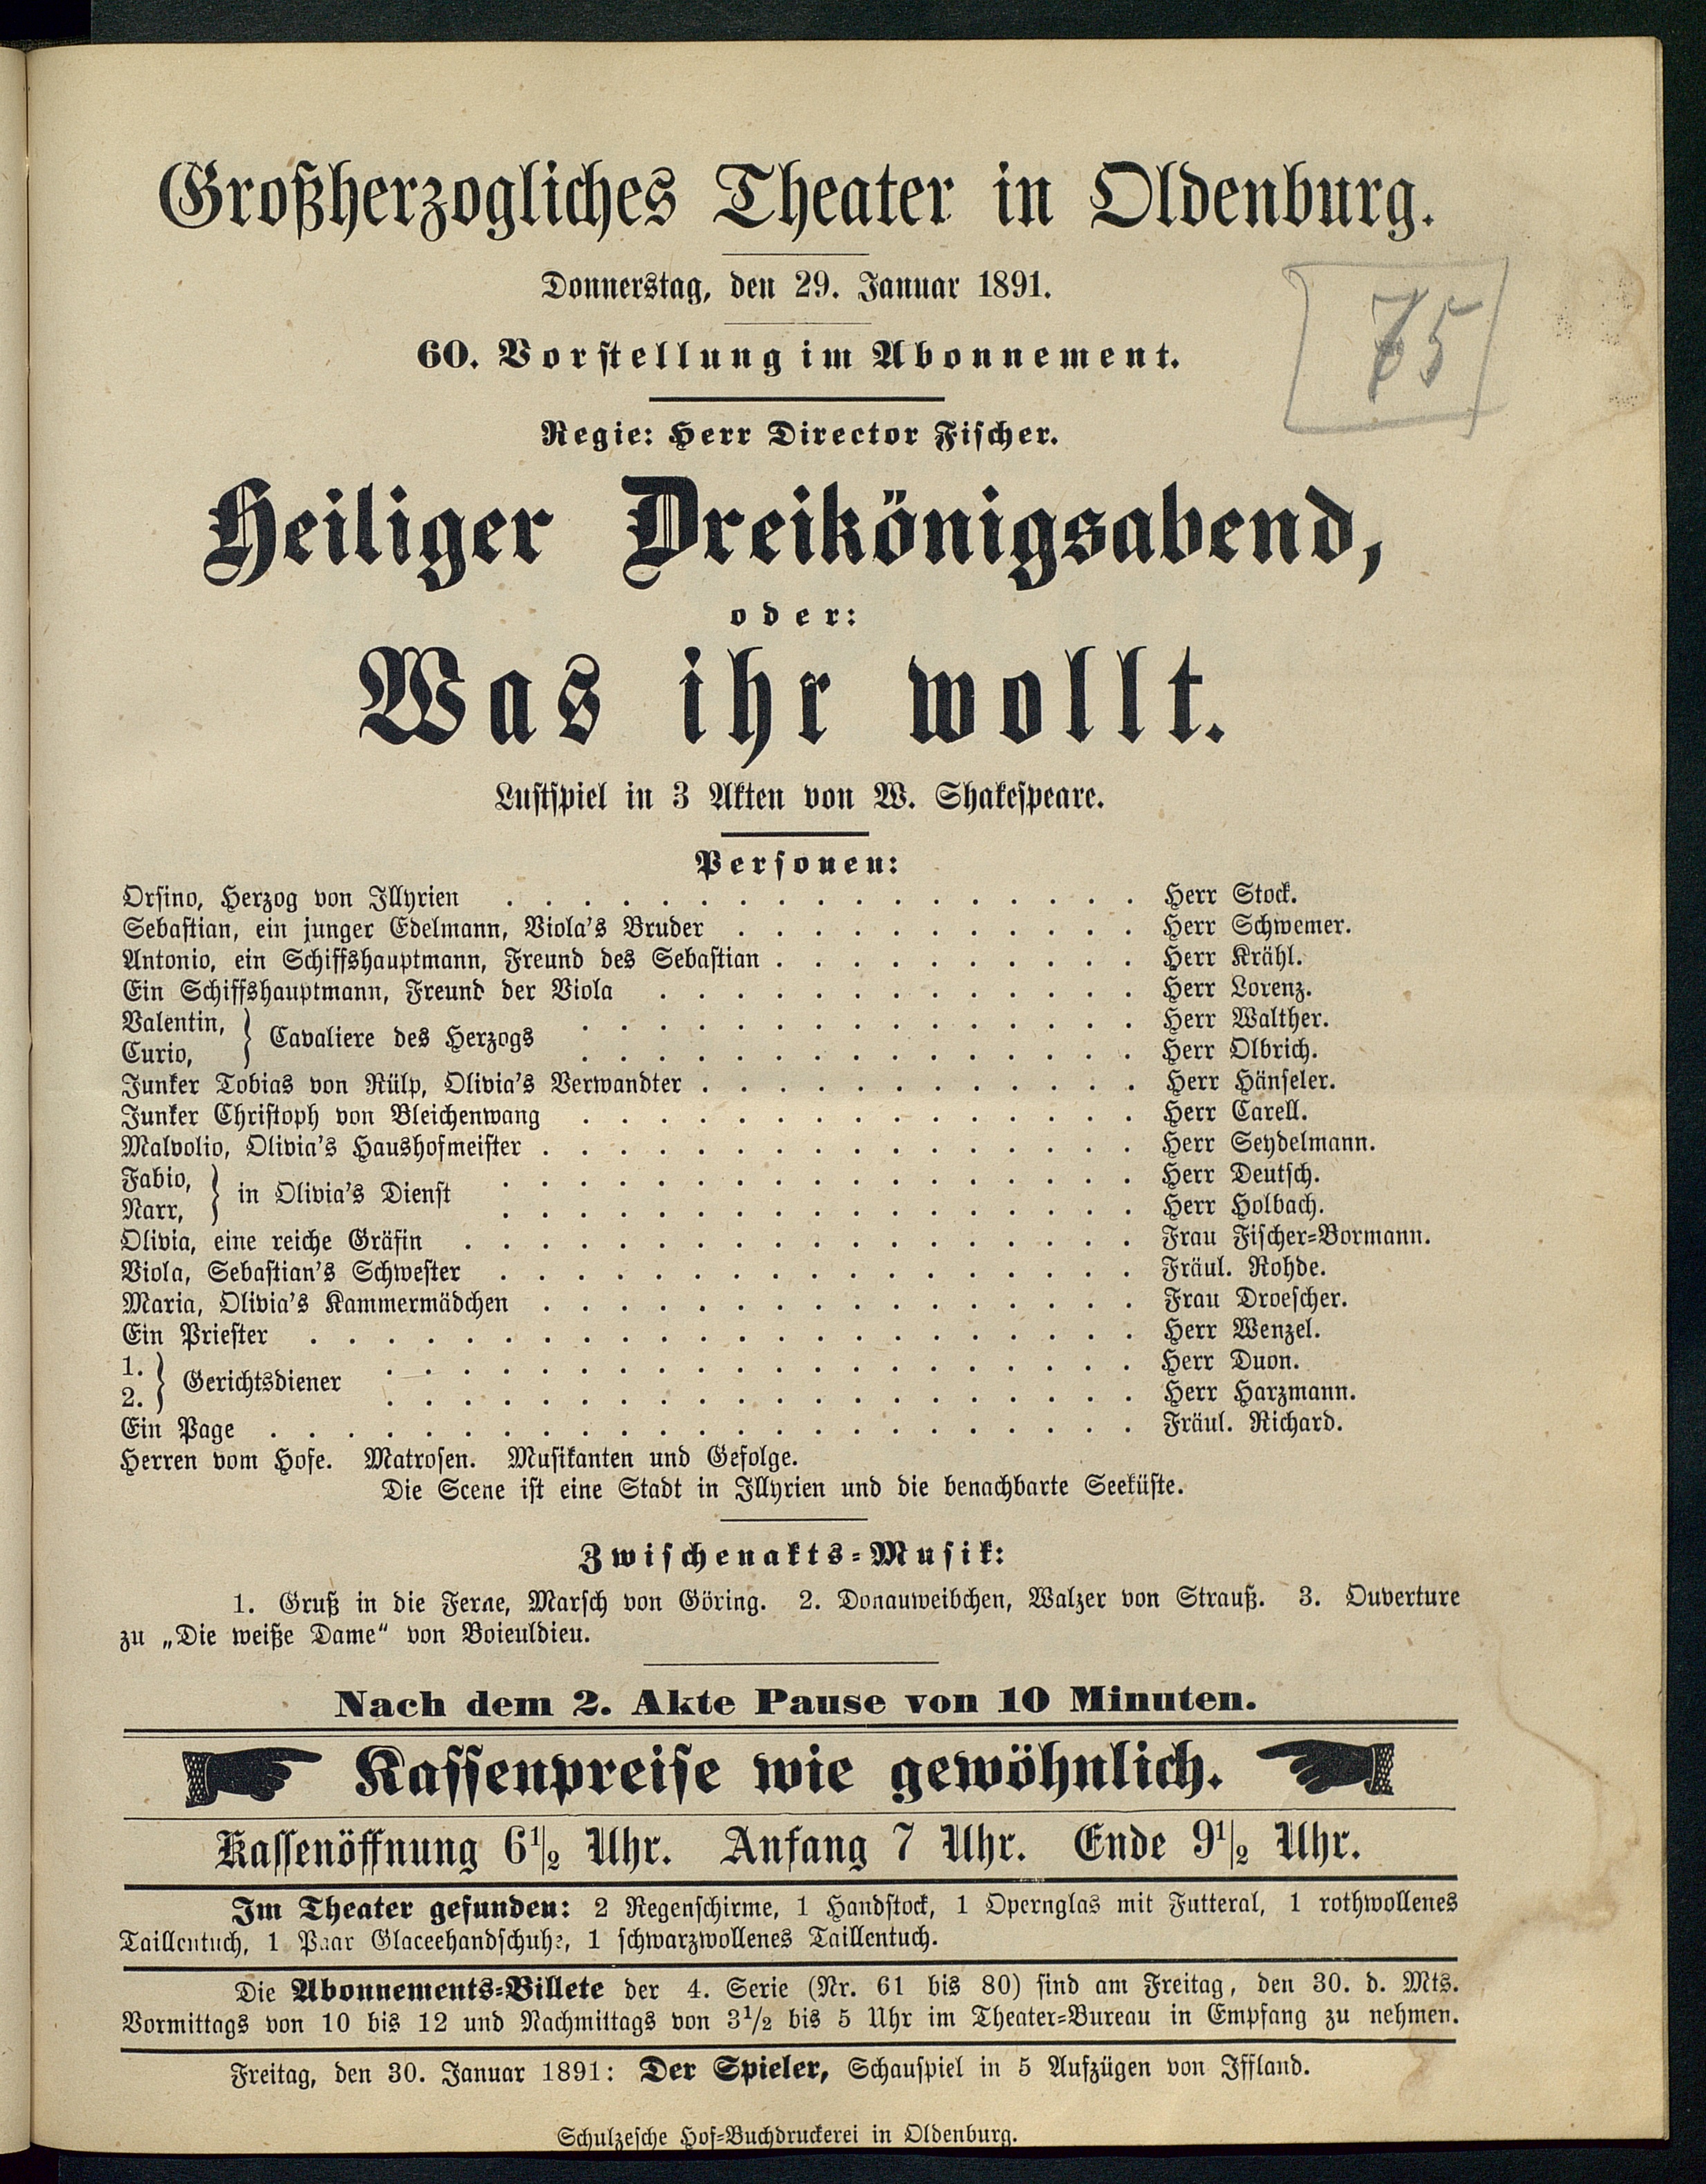 Großherzogliches Theater in Oldenburg.
Donnerstag, den 29. Januar 1891.
75
60. Vorstellung im Abonnement.
Regie: Herr Director Fischer.
Heiliger Dreikönigsabend,
oder:
Was ihr wollt.
Lustspiel in 3 Akten von W. Shakespeare.
Personen:
Orsino, Herzog von Illyrien . . . . . . . . . . . . . . . . . Herr Stock.
Sebastian, ein junger Edelmann, Viola's Bruder . . . . . . . . . . . Herr Schwemer.
Antonio, ein Schiffshauptmann, Freund des Sebastian . . . . . . . . . . Herr Krähl.
Ein Schiffshauptmann, Freund der Viola . . . . . . . . . . . . . Herr Lorenz.
Valentin, . . . . . . . . . . . . . . . Herr Walther.
} Cavaliere des Herzogs
Curio, . . . . . . . . . . . . . . . Herr Olbrich.
Junker Tobias von Rülp, Olivia's Verwandter . . . . . . . . . . . . Herr Hänseler.
Junker Christoph von Bleichenwang . . . . . . . . . . . . . . . Herr Carell.
Malvolio, Olivia's Haushofmeister . . . . . . . . . . . . . . . . Herr Seydelmann.
Fabio, . . . . . . . . . . . . . . . . . Herr Deutsch.
} in Olivia's Dienst
Narr, . . . . . . . . . . . . . . . . . Herr Holbach.
Olivia, eine reiche Gräfin . . . . . . . . . . . . . . . . . . Frau Fischer-Bormann.
Viola, Sebastian's Schwester . . . . . . . . . . . . . . . . . Fräul. Rohde.
Maria, Olivia's Kammermädchen . . . . . . . . . . . . . . . . Frau Droescher.
Ein Priester . . . . . . . . . . . . . . . . . . . . . . Herr Wenzel.
1. . . . . . . . . . . . . . . . . . . . . Herr Duon.
} Gerichtsdiener
2. . . . . . . . . . . . . . . . . . . . . Herr Harzmann.
Ein Page . . . . . . . . . . . . . . . . . . . . . . . Fräul. Richard.
Herren vom Hofe. Matrosen. Musikanten und Gefolge.
Die Scene ist eine Stadt in Illyrien und die benachbarte Seeküste.
Zwischenakts-Musik:
1. Gruß in die Ferne, Marsch von Göring. 2. Donauweibchen, Walzer von Strauß. 3. Ouverture
zu „Die weiße Dame“ von Boieuldieu.
Nach dem 2. Akte Pause von 10 Minuten.
Kassenpreise wie gewöhnlich.
Kassenöffnung 6½ Uhr. Anfang 7 Uhr. Ende 9½ Uhr.
Im Theater gefunden: 2 Regenschirme, 1 Handstock, 1 Opernglas mit Futteral, 1 rothwollenes
Taillentuch, 1 Paar Glaceehandschuhe, 1 schwarzwollenes Taillentuch.
Die Abonnements-Billete der 4. Serie (Nr. 61 bis 80) sind am Freitag, den 30. d. Mts.
Vormittags von 10 bis 12 und Nachmittags von 3½ bis 5 Uhr im Theater-Bureau in Empfang zu nehmen.
Freitag, den 30. Januar 1891: Der Spieler, Schauspiel in 5 Aufzügen von Iffland.
Schulzesche Hof-Buchdruckerei in Oldenburg.